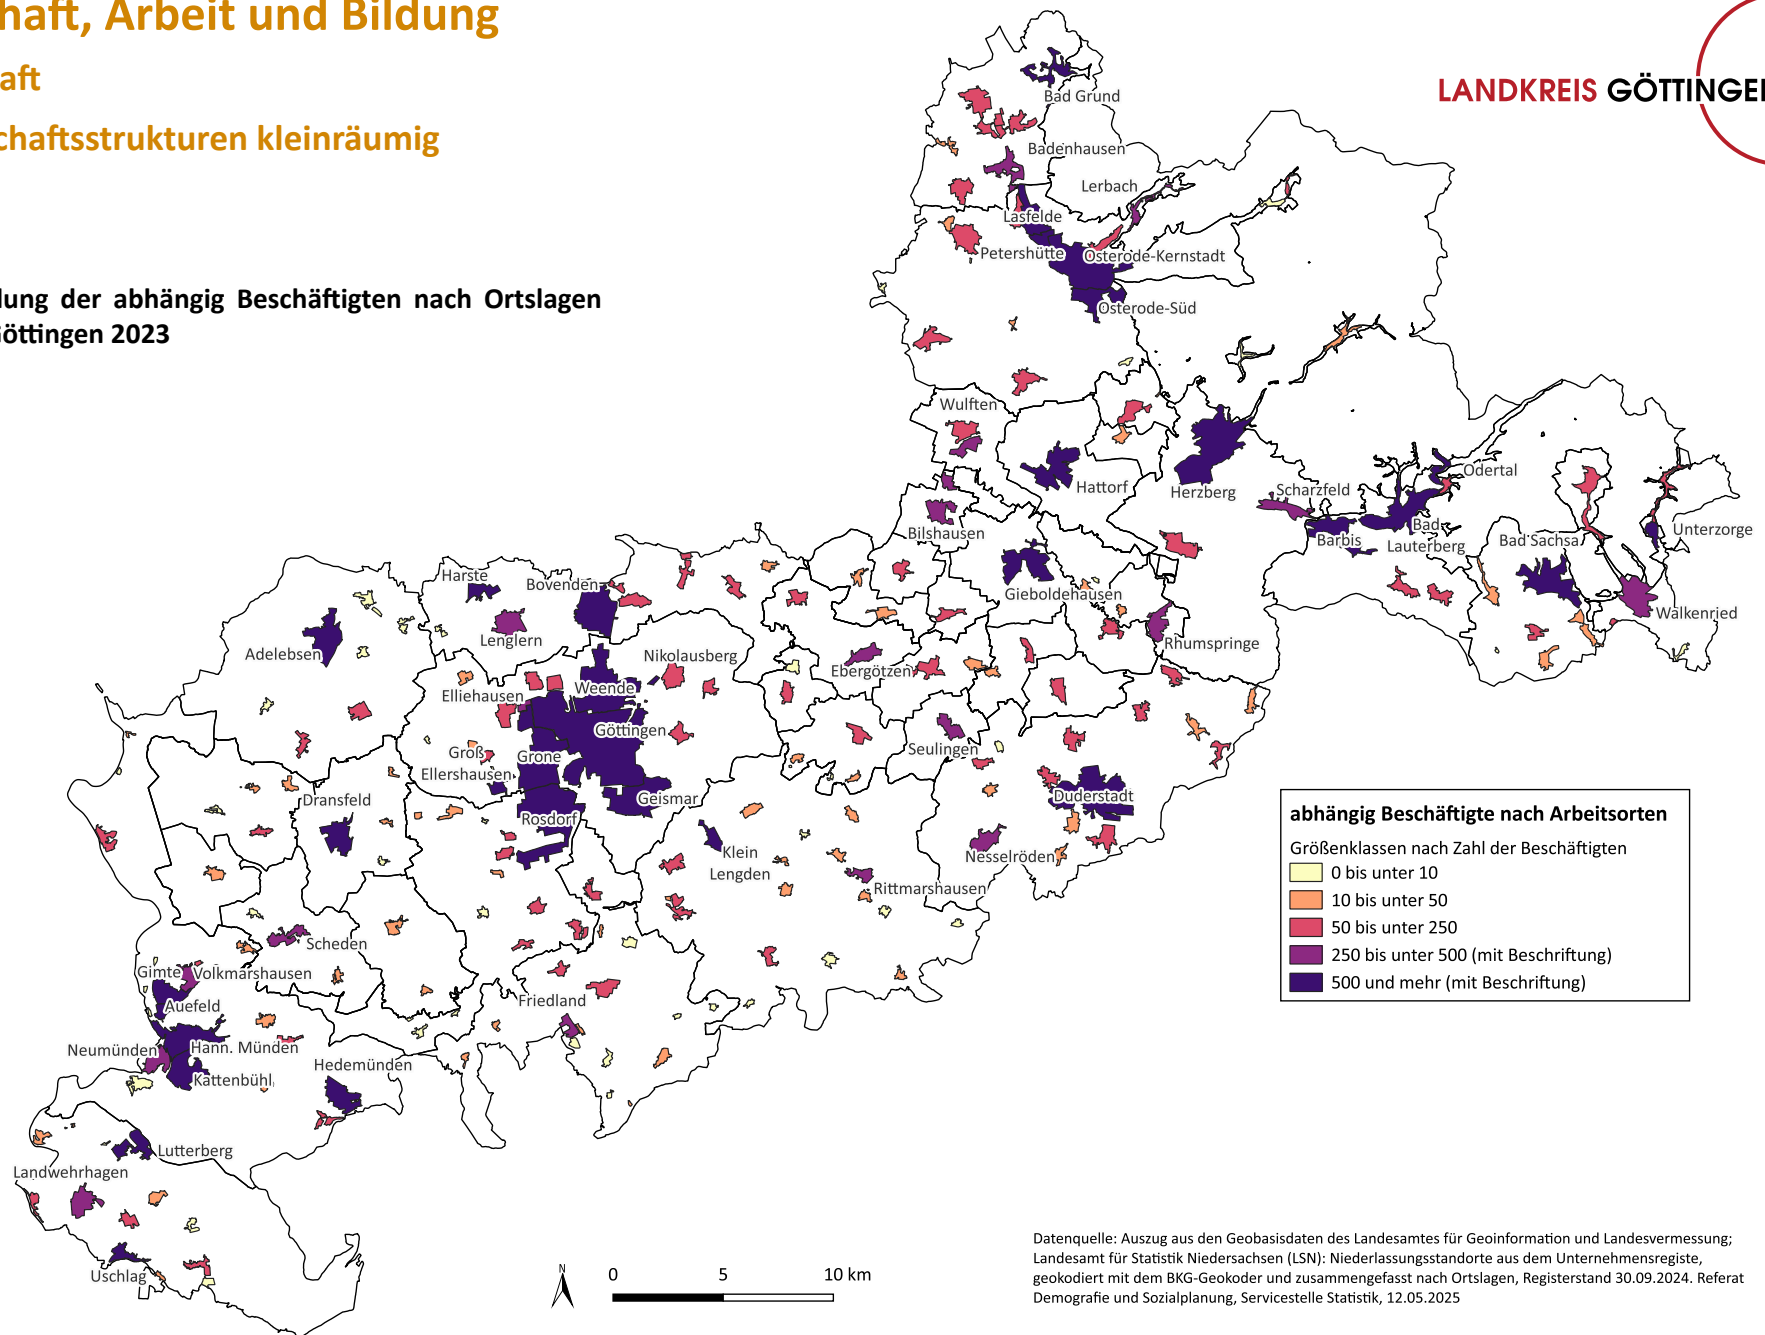 haft, Arbeit und Bildung
aft
chaftsstrukturen kleinräumig
LANDKREIS GÖTTINGEN
lung der abhängig Beschäftigten nach Ortslagen
Göttingen 2023
Bad Grund
Badenhausen
Lerbach
Lasfelde
Petershütte
Osterode-Kernstadt
Osterode-Süd
Wulften
Hattorf
Herzberg
Scharzfeld
Odertal
Barbis
Bad
Lauterberg
Bad Sachsa
Unterzorge
Walkenried
Bilshausen
Gieboldehausen
Rhumspringe
Harste
Bovenden
Lenglern
Adelebsen
Nikolausberg
Ebergötzen
Elliehausen
Weende
Göttingen
Groß
Ellershausen
Grone
Seulingen
Geismar
Rosdorf
Dransfeld
Duderstadt
Klein
Lengden
Nesselröden
Rittmarshausen
Scheden
Gimte
Volkmarshausen
Auefeld
Friedland
Neumünden
Hann. Münden
Kattenbühl
Hedemünden
Lutterberg
Landwehrhagen
Uschlag
abhängig Beschäftigte nach Arbeitsorten
Größenklassen nach Zahl der Beschäftigten
0 bis unter 10
10 bis unter 50
50 bis unter 250
250 bis unter 500 (mit Beschriftung)
500 und mehr (mit Beschriftung)
N
0 5 10 km
Datenquelle: Auszug aus den Geobasisdaten des Landesamtes für Geoinformation und Landesvermessung;
Landesamt für Statistik Niedersachsen (LSN): Niederlassungsstandorte aus dem Unternehmensregiste,
geokodiert mit dem BKG-Geokoder und zusammengefasst nach Ortslagen, Registerstand 30.09.2024. Referat
Demografie und Sozialplanung, Servicestelle Statistik, 12.05.2025